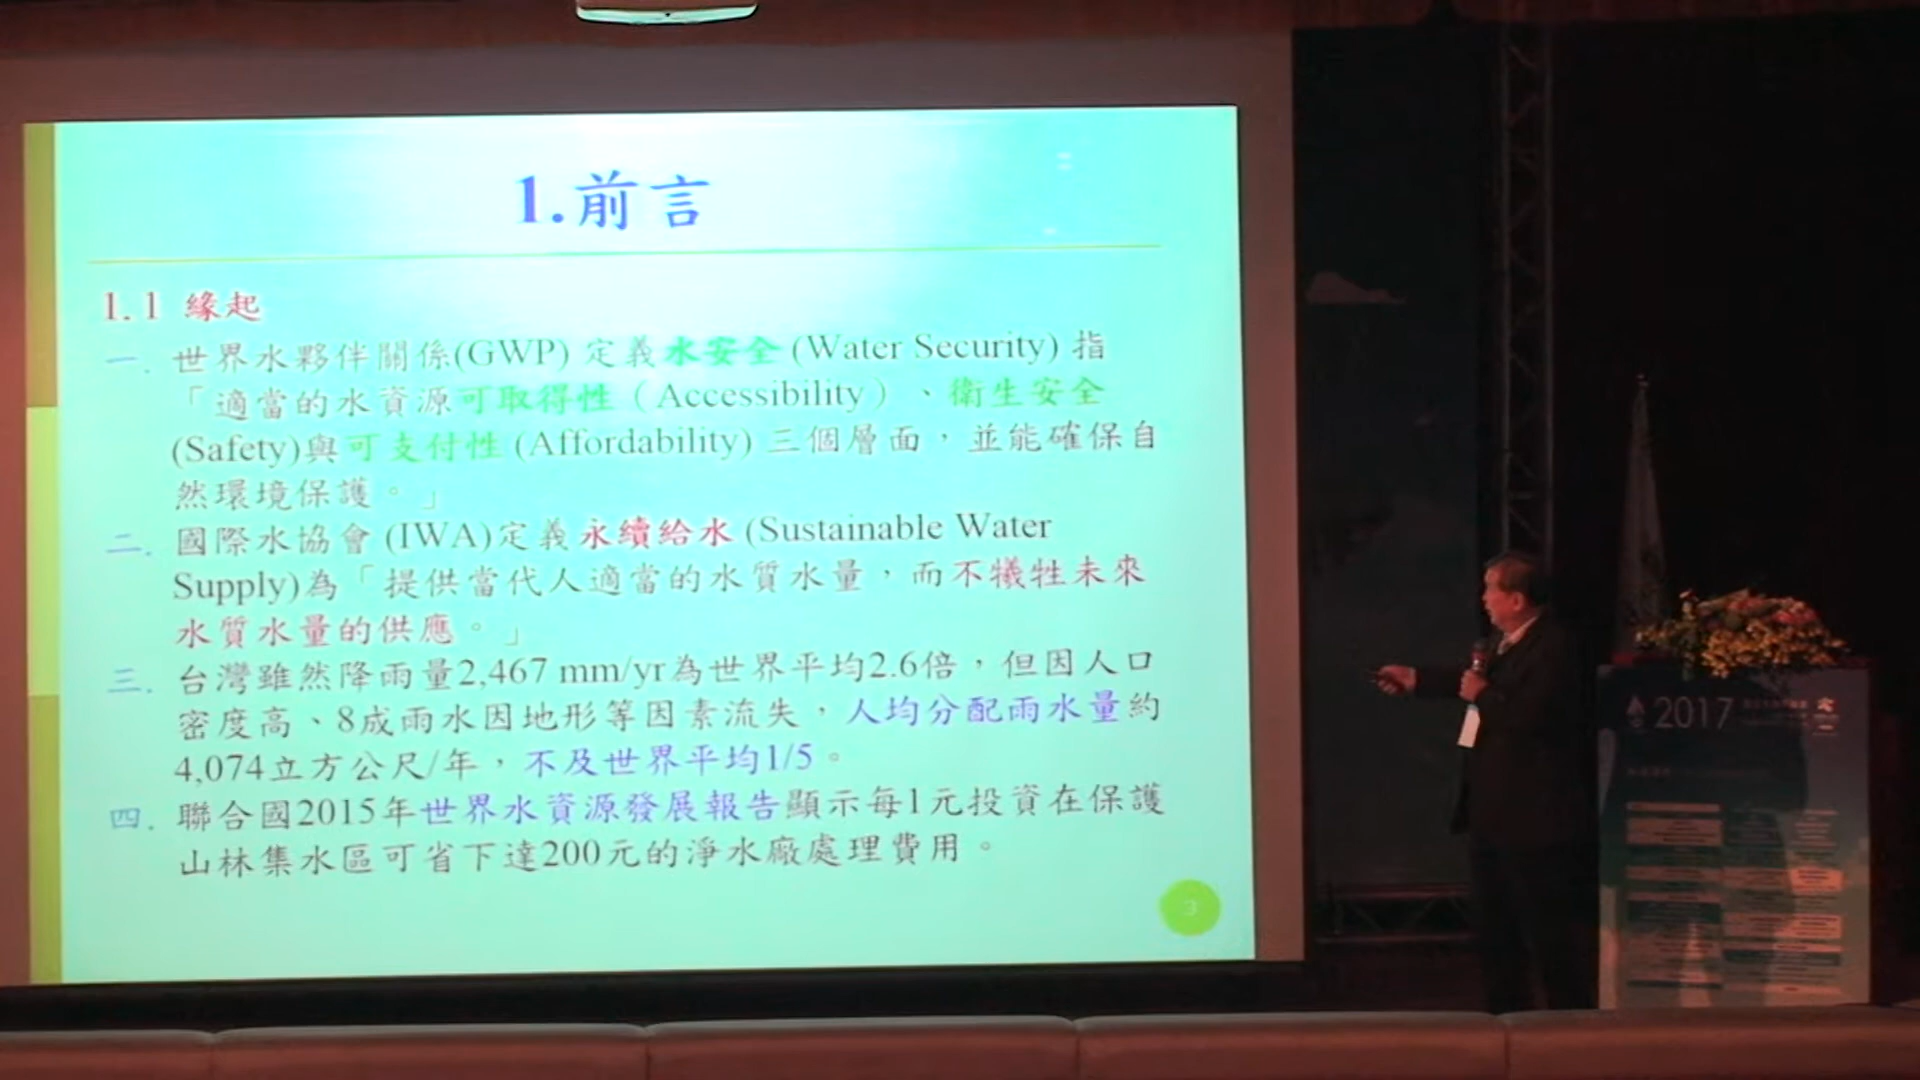 1.前言
1.1 緣起
一. 世界水夥伴關係(GWP) 定義水安全 (Water Security) 指
「適當的水資源可取得性（Accessibility）、衛生安全
(Safety)與可支付性 (Affordability) 三個層面，並能確保自
然環境保護。」
二. 國際水協會 (IWA)定義永續給水 (Sustainable Water
Supply)為「提供當代人適當的水質水量，而不犧牲未來
水質水量的供應。」
三. 台灣雖然降雨量2,467 mm/yr為世界平均2.6倍，但因人口
密度高、8成雨水因地形等因素流失，人均分配雨水量約
4,074立方公尺/年，不及世界平均1/5。
四. 聯合國2015年世界水資源發展報告顯示每1元投資在保護
山林集水區可省下達200元的淨水廠處理費用。
3
2017